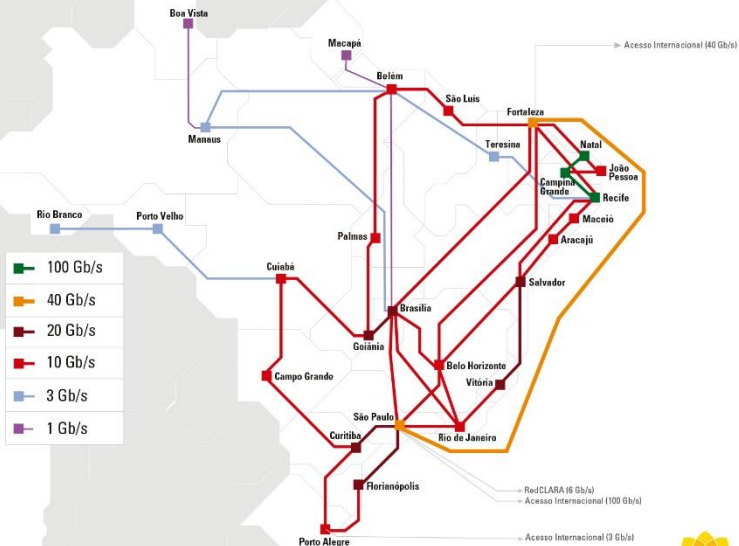 Boa Vista
Macapá
Acesso Internacional (40 Gb/s)
Belém
São Luís
Fortaleza
Manaus
Teresina
Natal
João
Pessoa
Campina
Grande
Recife
Rio Branco
Porto Velho
Maceió
Palmas
Aracajú
Cuiabá
100 Gb/s
Salvador
40 Gb/s
Brasília
20 Gb/s
Goiânia
10 Gb/s
Belo Horizonte
Campo Grande
Vitória
3 Gb/s
São Paulo
1 Gb/s
Curitiba
Rio de Janeiro
Florianópolis
RedCLARA (6 Gb/s)
Acesso Internacional (100 Gb/s)
Porto Alegre
Acesso Internacional (3 Gb/s)